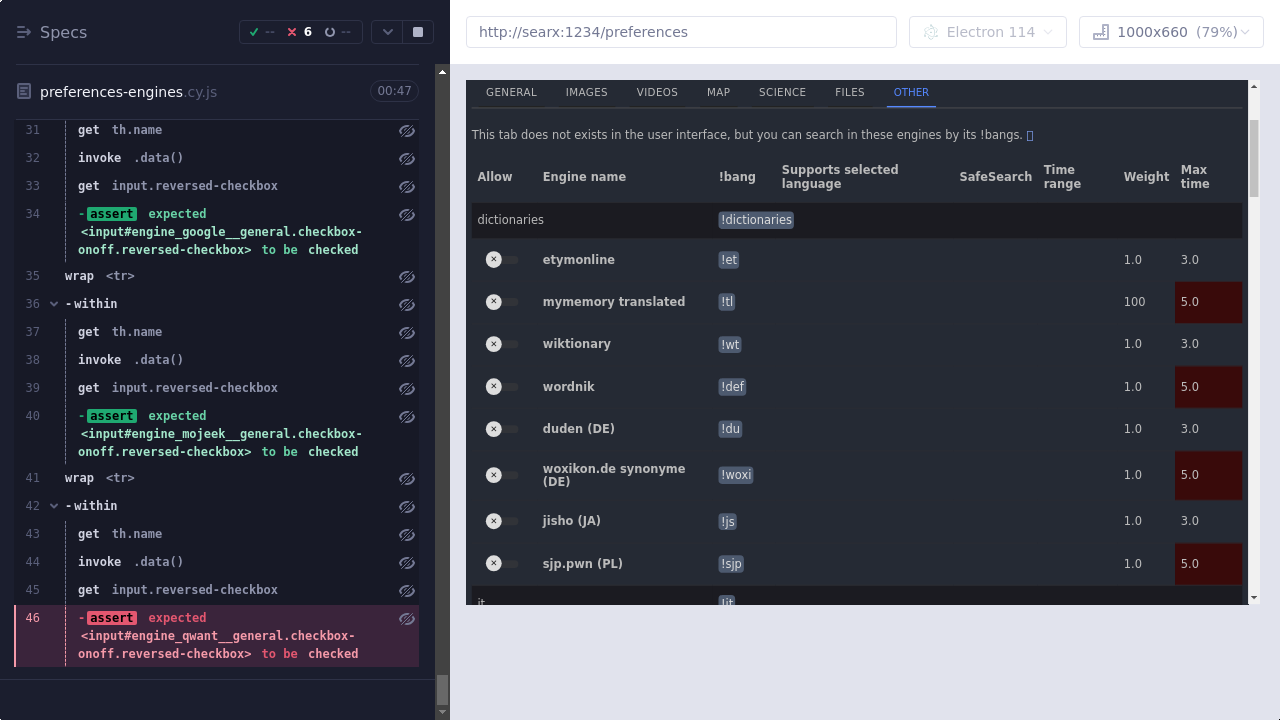 Specs
-- 6 --
preferences-engines.cy.js 00:47
31 get th.name
32 invoke .data()
33 get input.reversed-checkbox
34 -assert expected
<input#engine_google__general.checkbox-
onoff.reversed-checkbox> to be checked
35 wrap <tr>
36 -within
37 get th.name
38 invoke .data()
39 get input.reversed-checkbox
40 -assert expected
<input#engine_mojeek__general.checkbox-
onoff.reversed-checkbox> to be checked
41 wrap <tr>
42 -within
43 get th.name
44 invoke .data()
45 get input.reversed-checkbox
46 -assert expected
<input#engine_qwant__general.checkbox-
onoff.reversed-checkbox> to be checked
http://searx:1234/preferences
Electron 114
1000x660 (79%)
GENERAL IMAGES VIDEOS MAP SCIENCE FILES OTHER
This tab does not exists in the user interface, but you can search in these engines by its !bangs.
Allow Engine name !bang Supports selected language SafeSearch Time range Weight Max time
dictionaries !dictionaries
etymonline !et 1.0 3.0
mymemory translated !tl 100 5.0
wiktionary !wt 1.0 3.0
wordnik !def 1.0 5.0
duden (DE) !du 1.0 3.0
woxikon.de synonyme (DE) !woxi 1.0 5.0
jisho (JA) !js 1.0 3.0
sjp.pwn (PL) !sjp 1.0 5.0
it !it